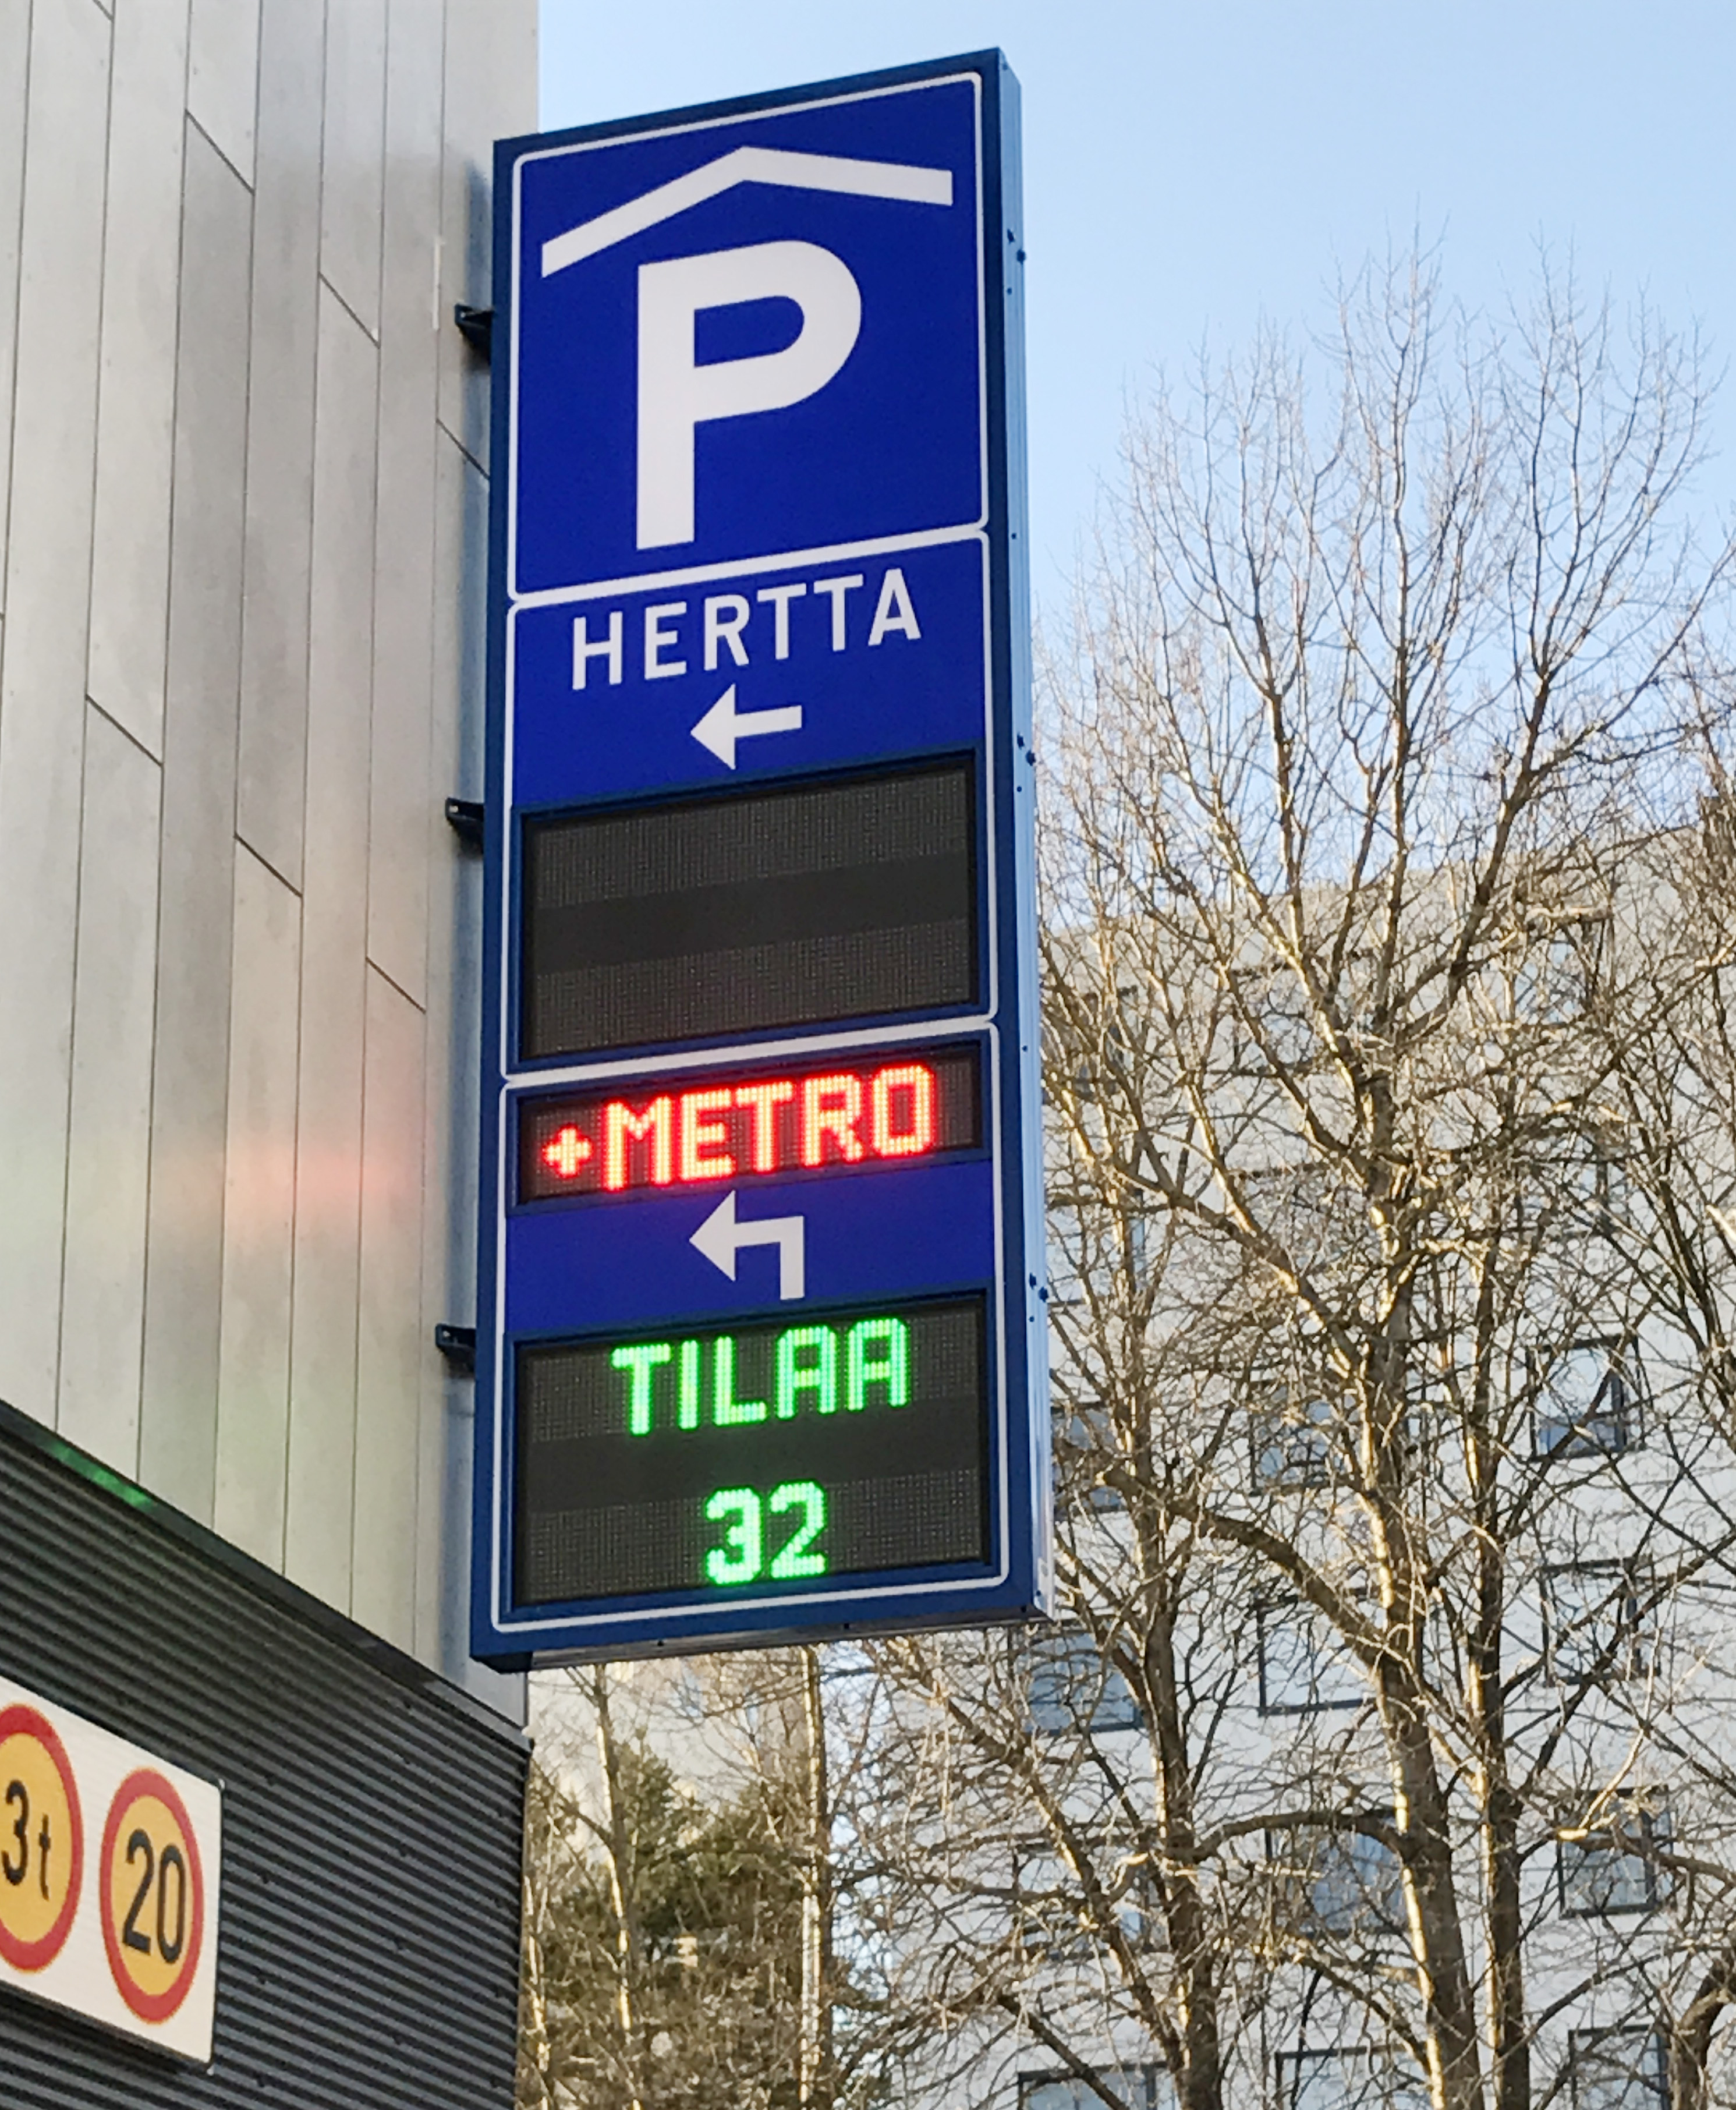 P
HERTTA
+METRO
TILAA
32
3t
20